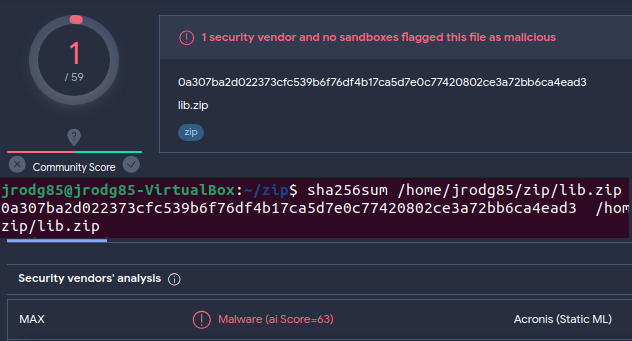 1
/ 59
Community Score
1 security vendor and no sandboxes flagged this file as malicious
0a307ba2d022373cfc539b6f76df4b17ca5d7e0c77420802ce3a72bb6ca4ead3
lib.zip
zip
jrodg85@jrodg85-VirtualBox:~/zip$ sha256sum /home/jrodg85/zip/lib.zip
0a307ba2d022373cfc539b6f76df4b17ca5d7e0c77420802ce3a72bb6ca4ead3  /hom
zip/lib.zip
Security vendors' analysis
MAX
Malware (ai Score=63)
Acronis (Static ML)